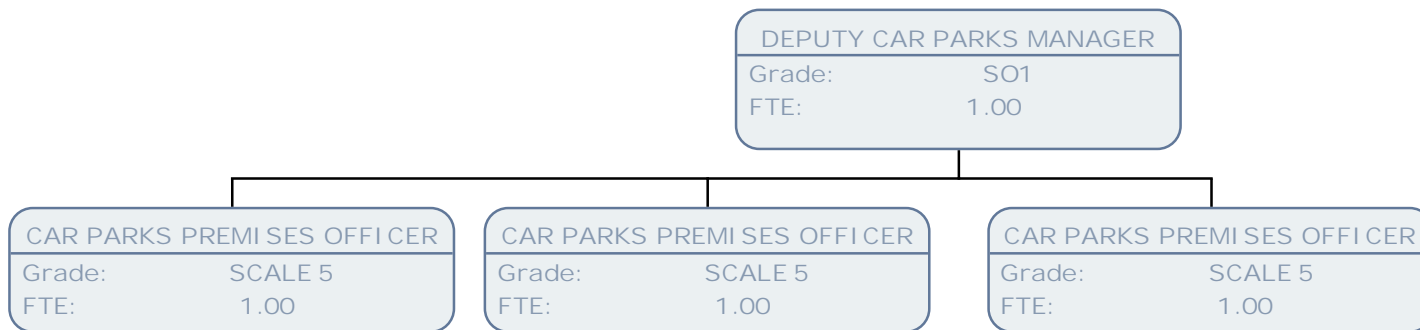 DEPUTY CAR PARKS MANAGER
Grade: SO1
FTE: 1.00
CAR PARKS PREMISES OFFICER
Grade: SCALE 5
FTE: 1.00
CAR PARKS PREMISES OFFICER
Grade: SCALE 5
FTE: 1.00
CAR PARKS PREMISES OFFICER
Grade: SCALE 5
FTE: 1.00